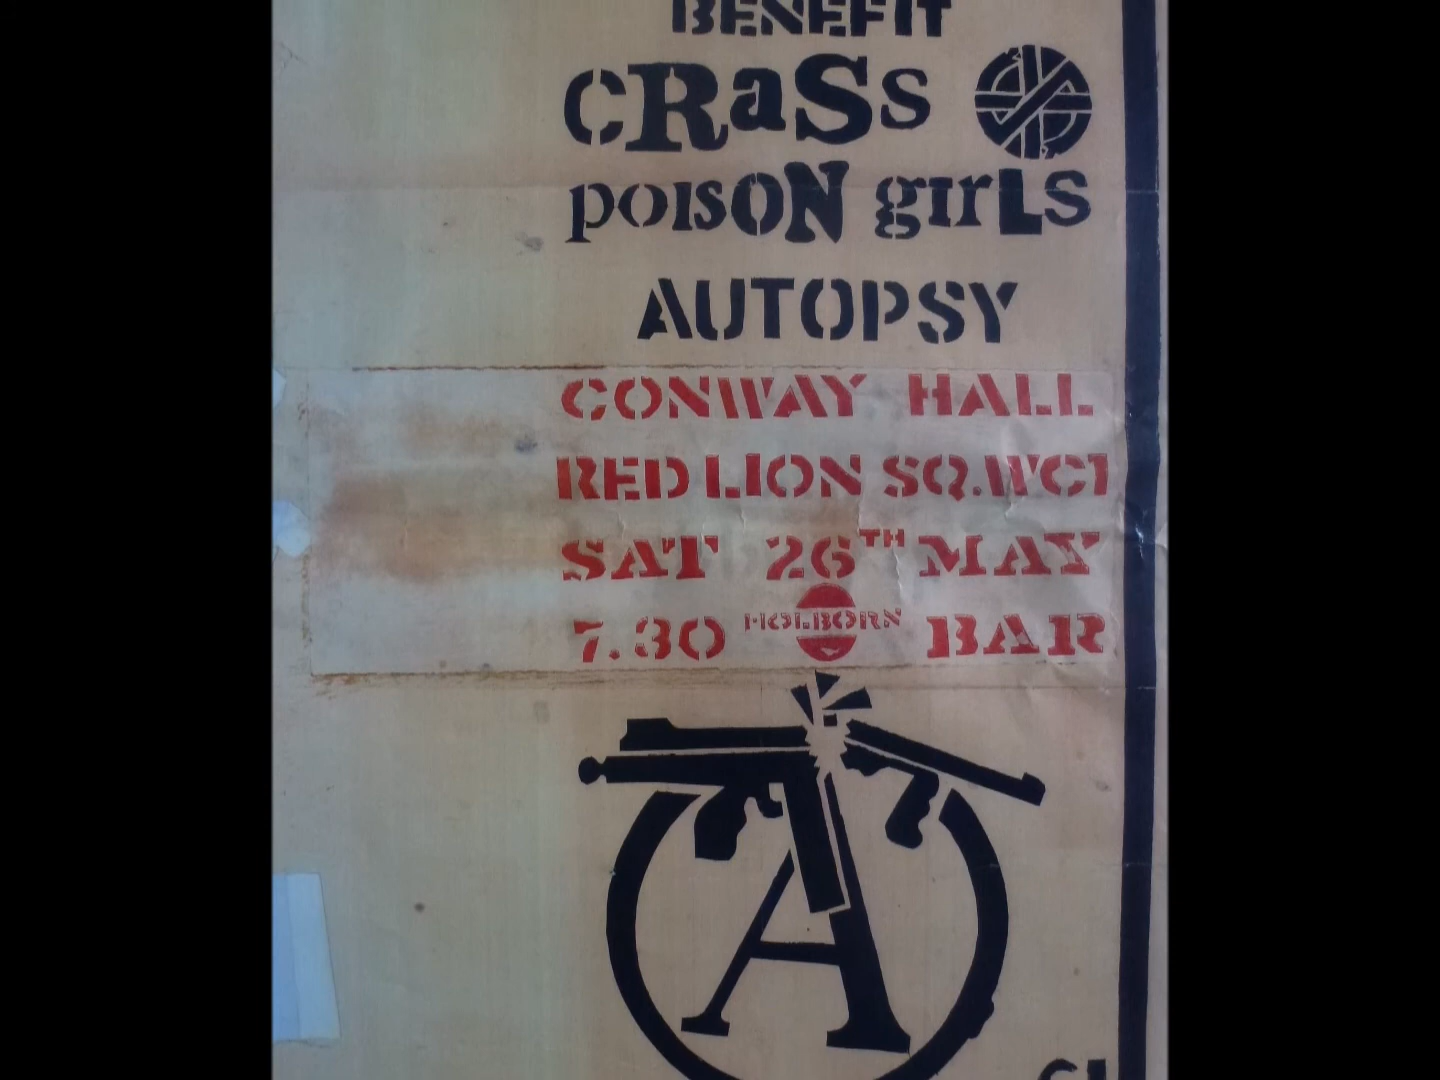 BENEFIT
CRaSS
poisON girLS
AUTOPSY
CONWAY HALL
RED LION SQ.WC1
SAT 26TH MAY
7.30 HOLBORN BAR
A